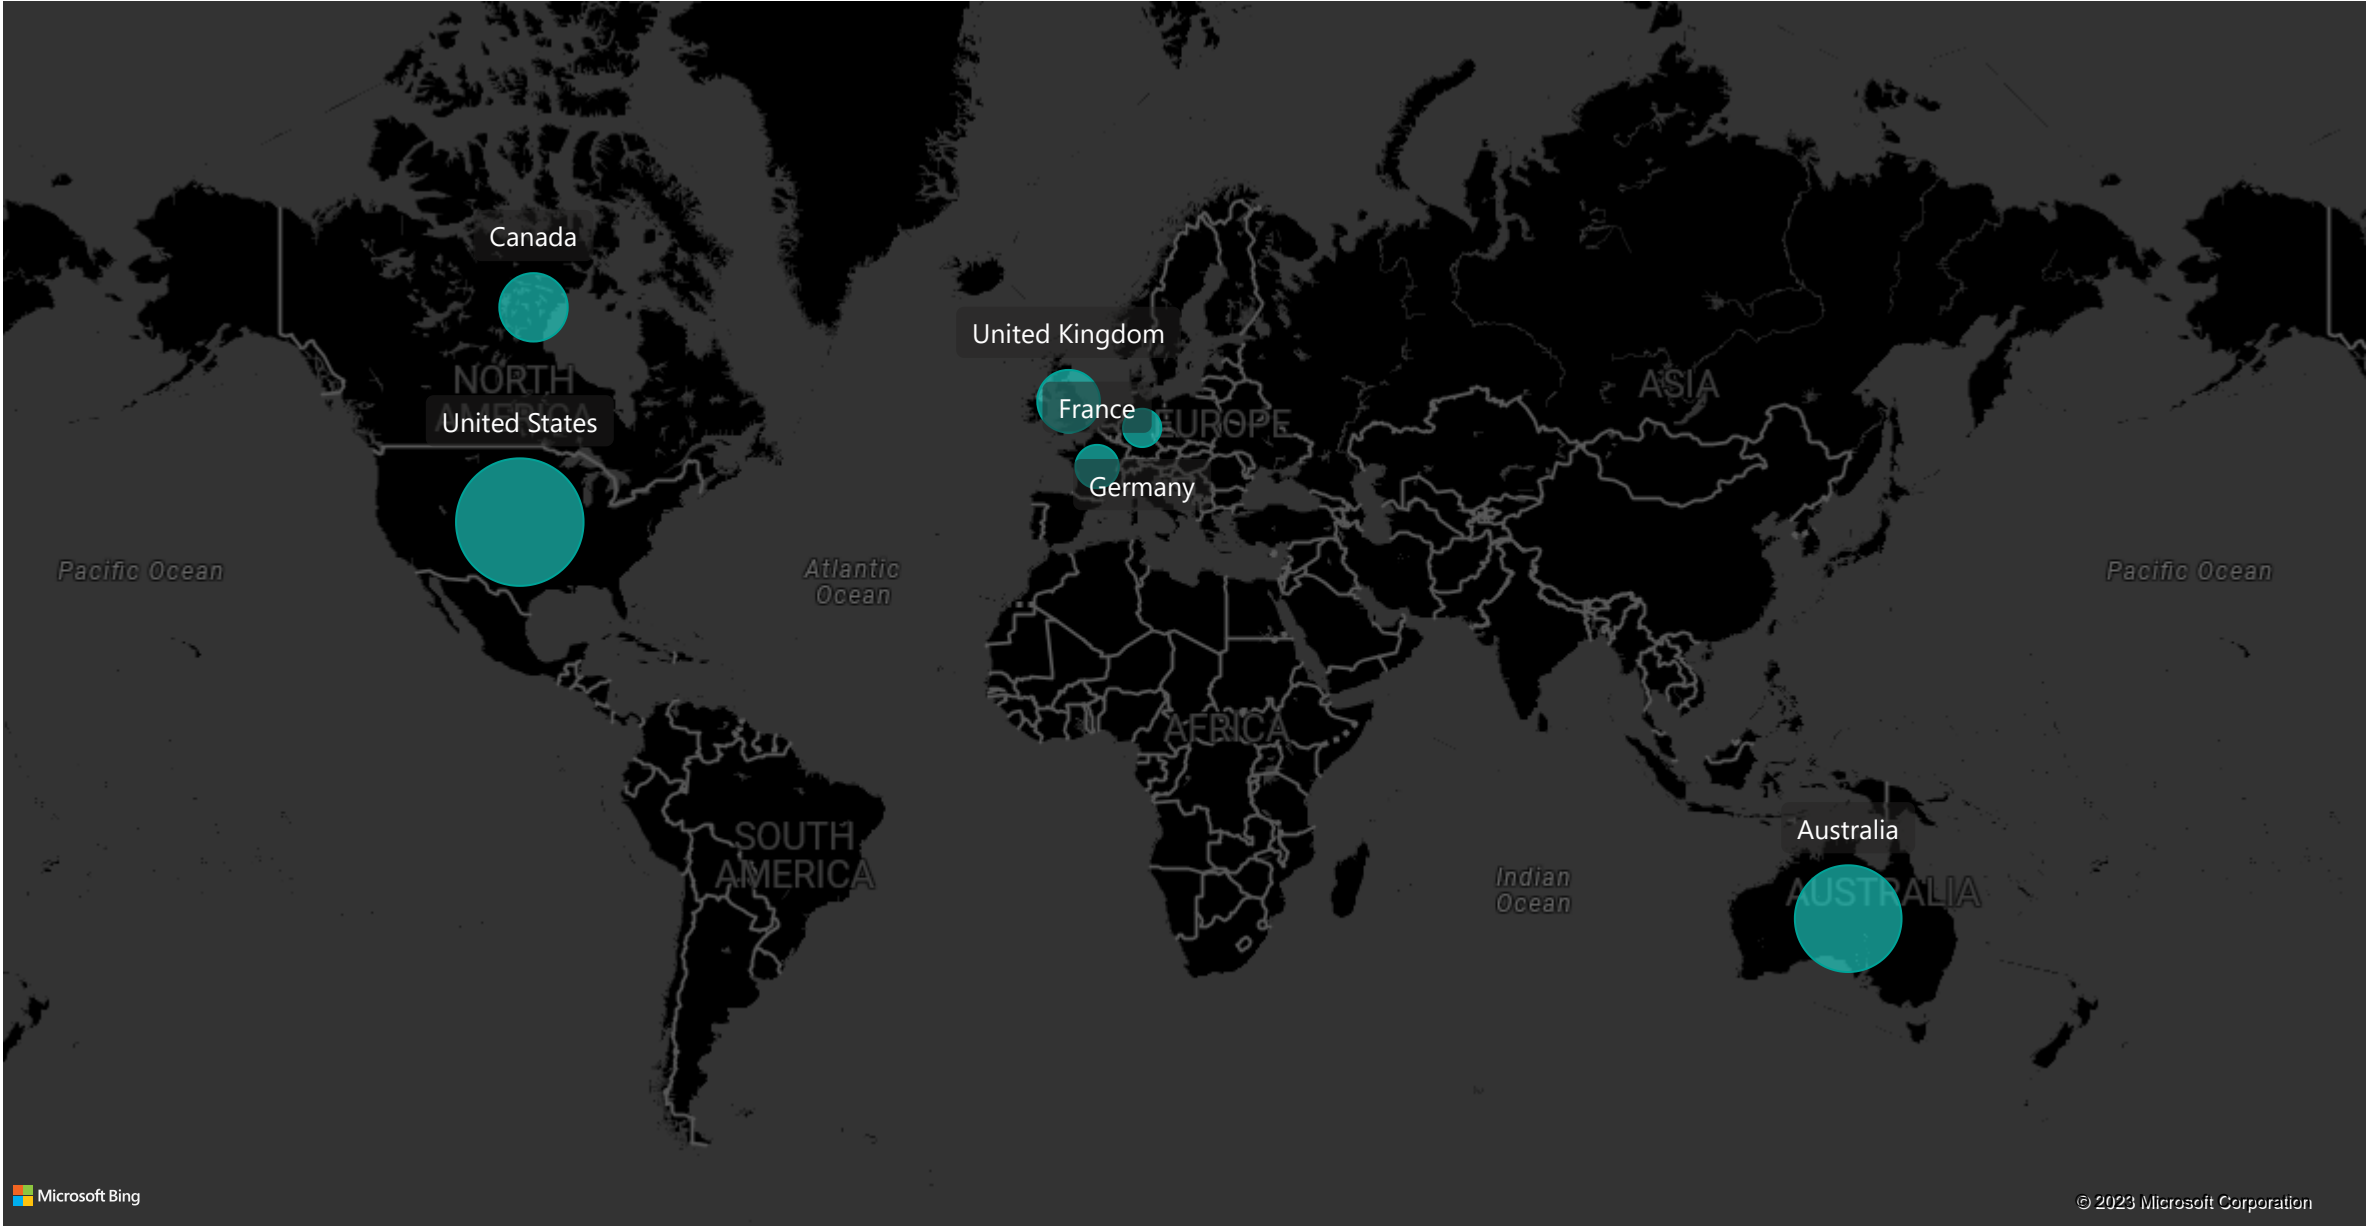 Canada
United Kingdom
NORTH
AMERICA
ASIA
France
EUROPE
United States
Germany
Pacific Ocean
Atlantic
Ocean
Pacific Ocean
AFRICA
SOUTH
AMERICA
Australia
Indian
Ocean
AUSTRALIA
Microsoft Bing
© 2023 Microsoft Corporation